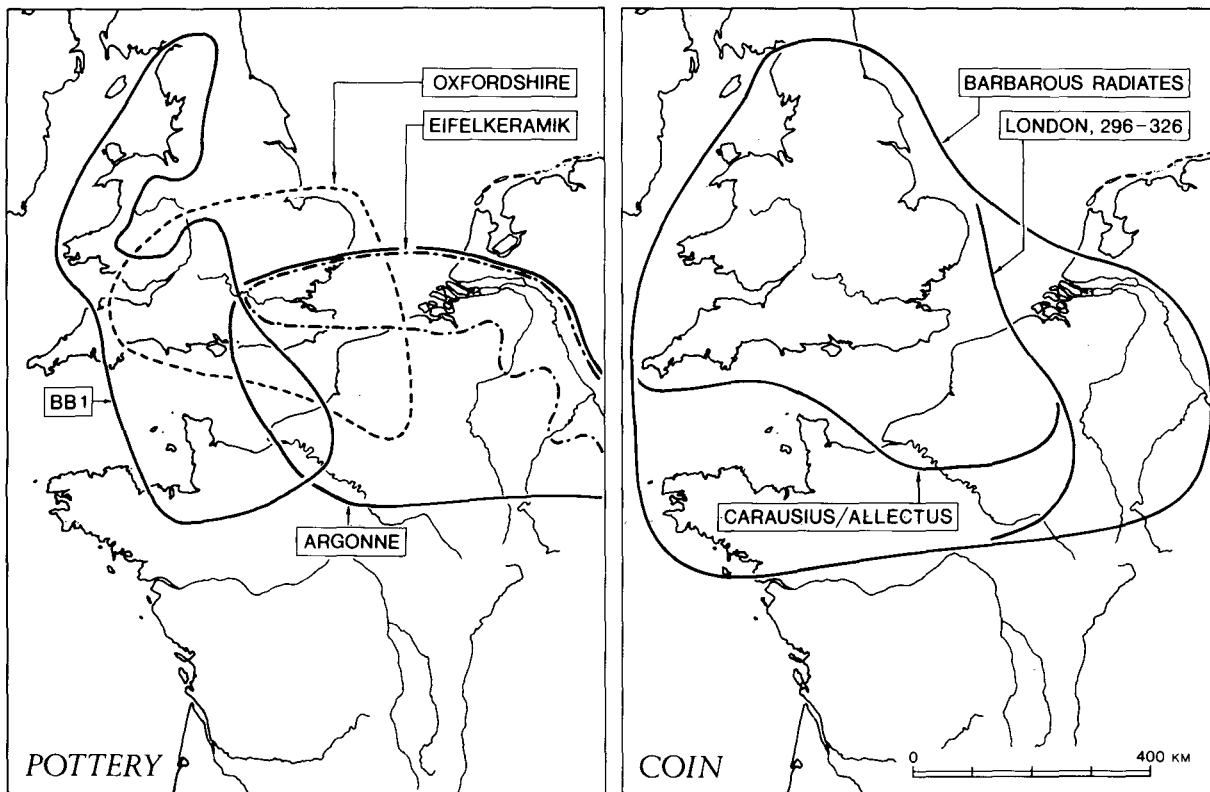 OXFORDSHIRE
EIFELKERAMIK
BB1
ARGONNE
POTTERY
BARBAROUS RADIATES
LONDON, 296-326
CARAUSIUS/ALLECTUS
COIN
0 400 KM